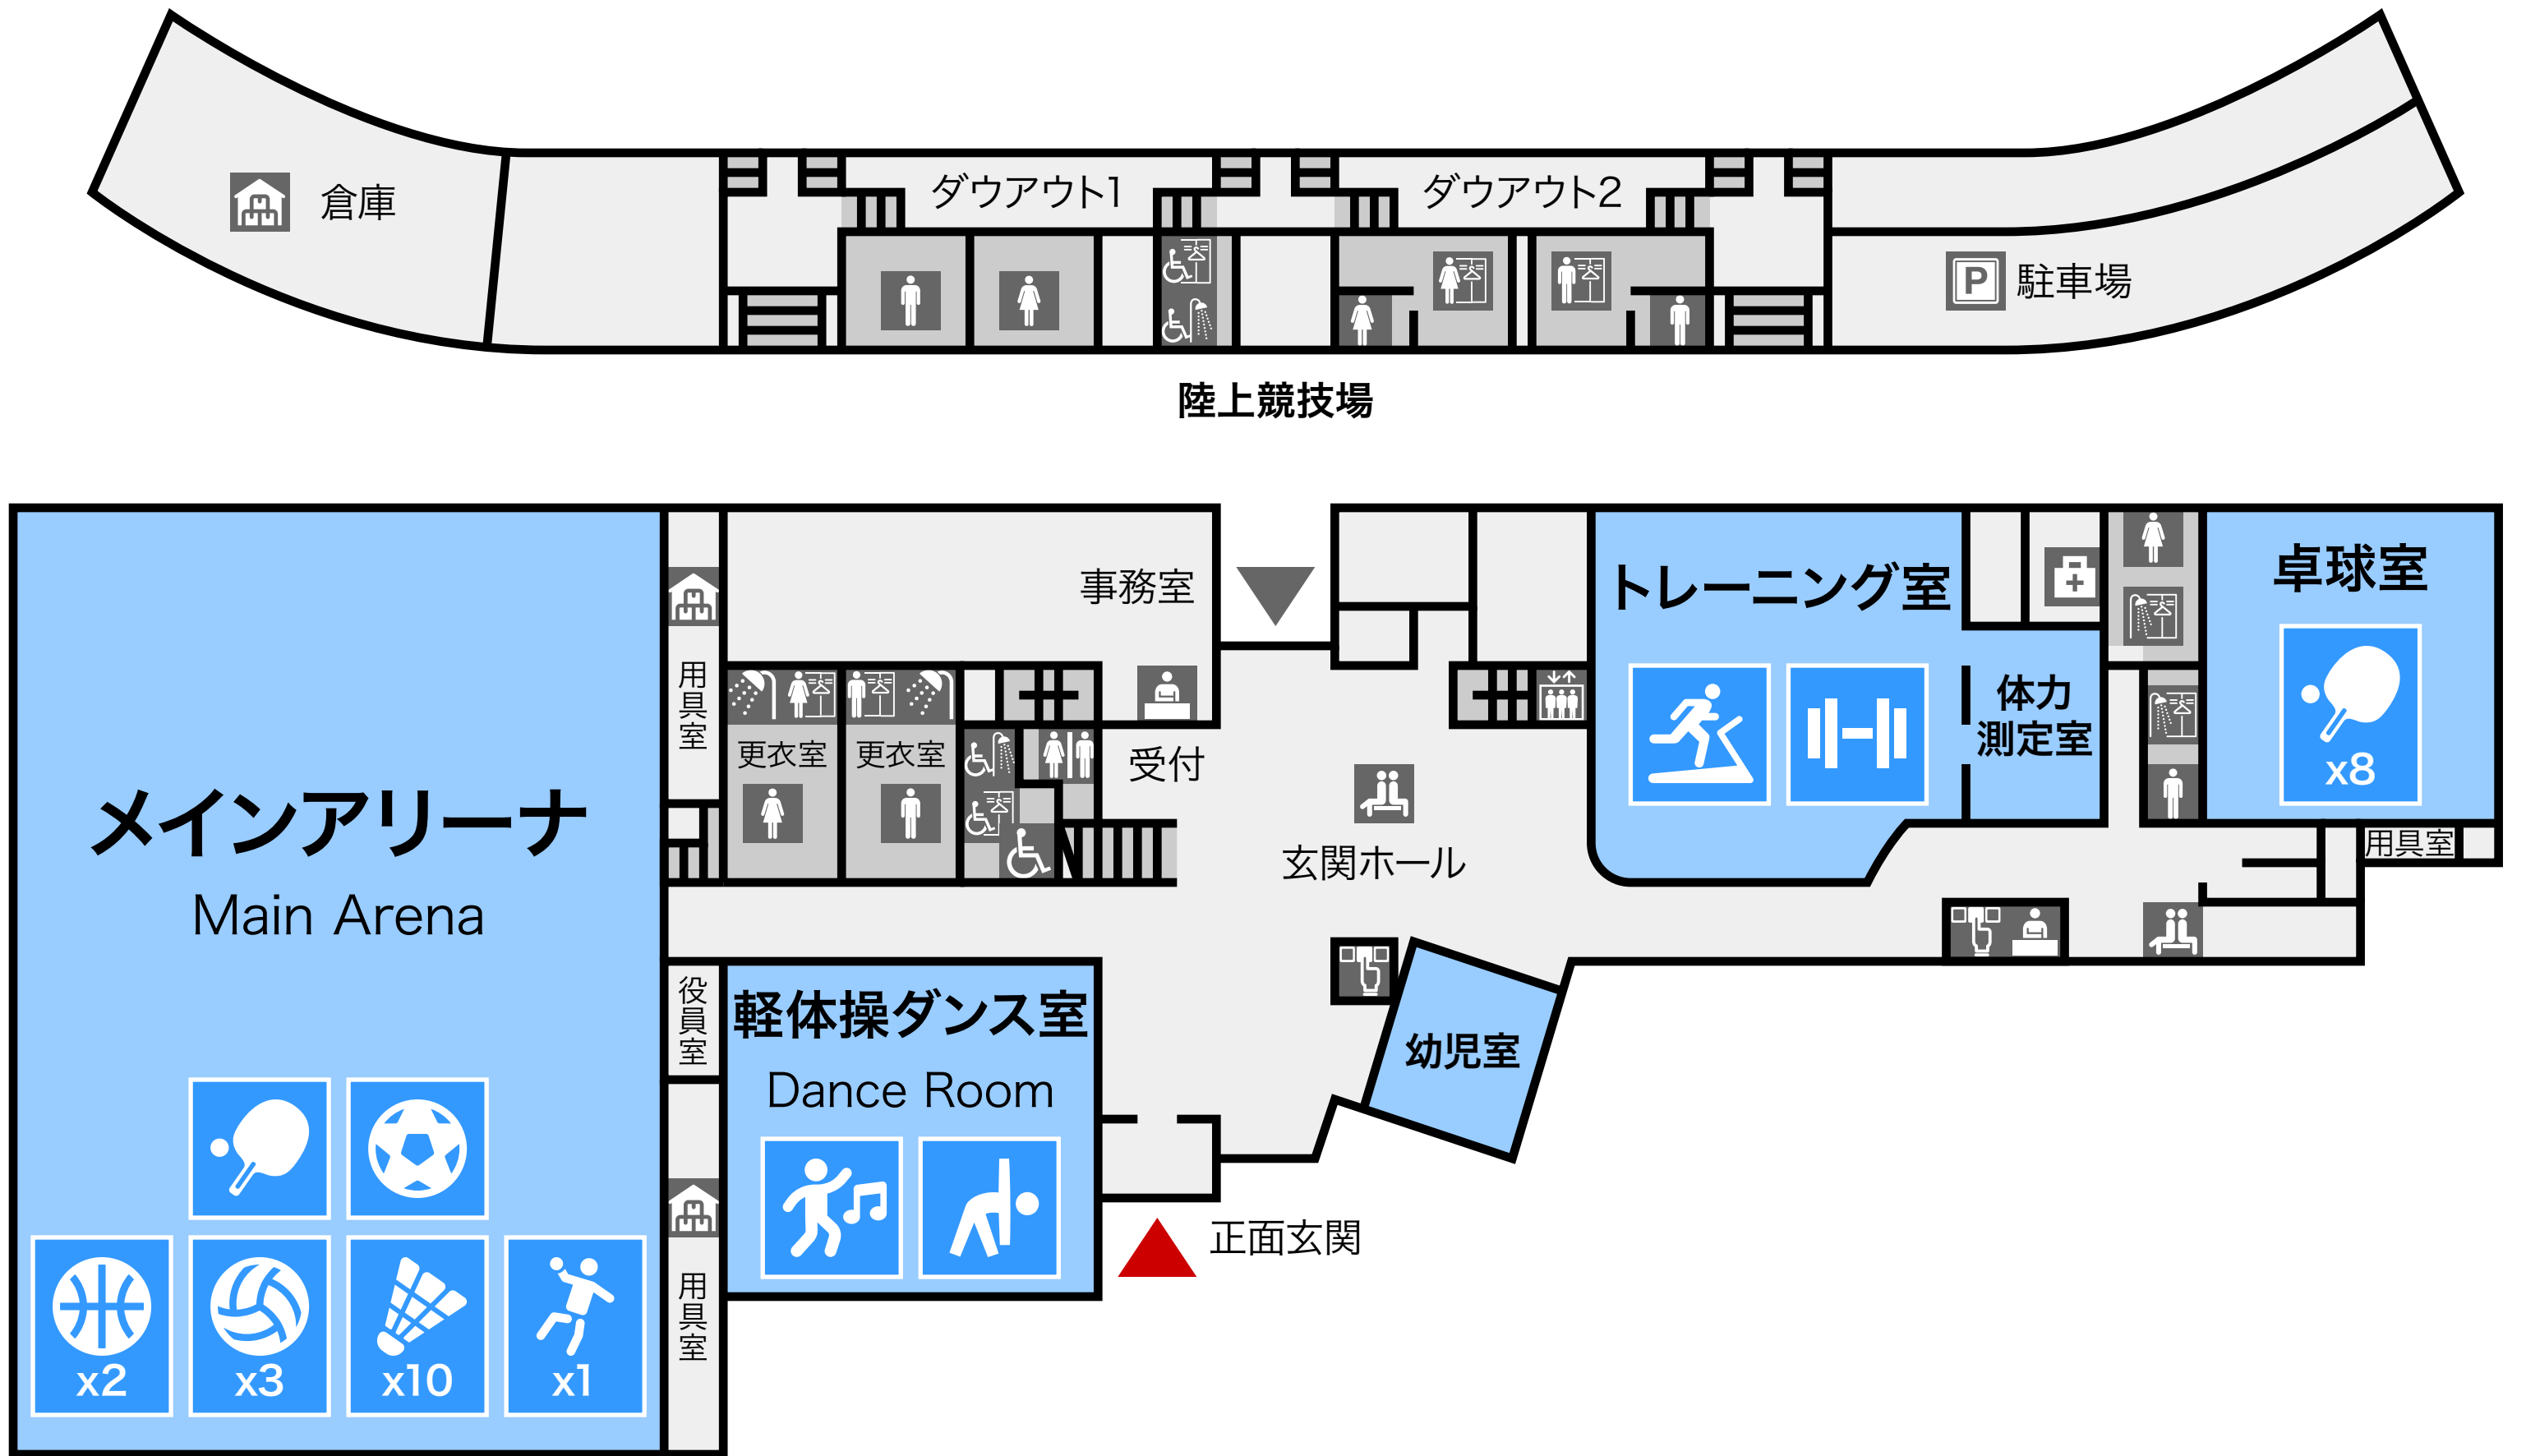 倉庫
ダウアウト1
ダウアウト2
P
駐車場
陸上競技場
事務室
トレーニング室
卓球室
用具室
体力
測定室
x8
更衣室
更衣室
受付
メインアリーナ
Main Arena
玄関ホール
用具室
役員室
軽体操ダンス室
Dance Room
幼児室
正面玄関
用具室
x2
x3
x10
x1